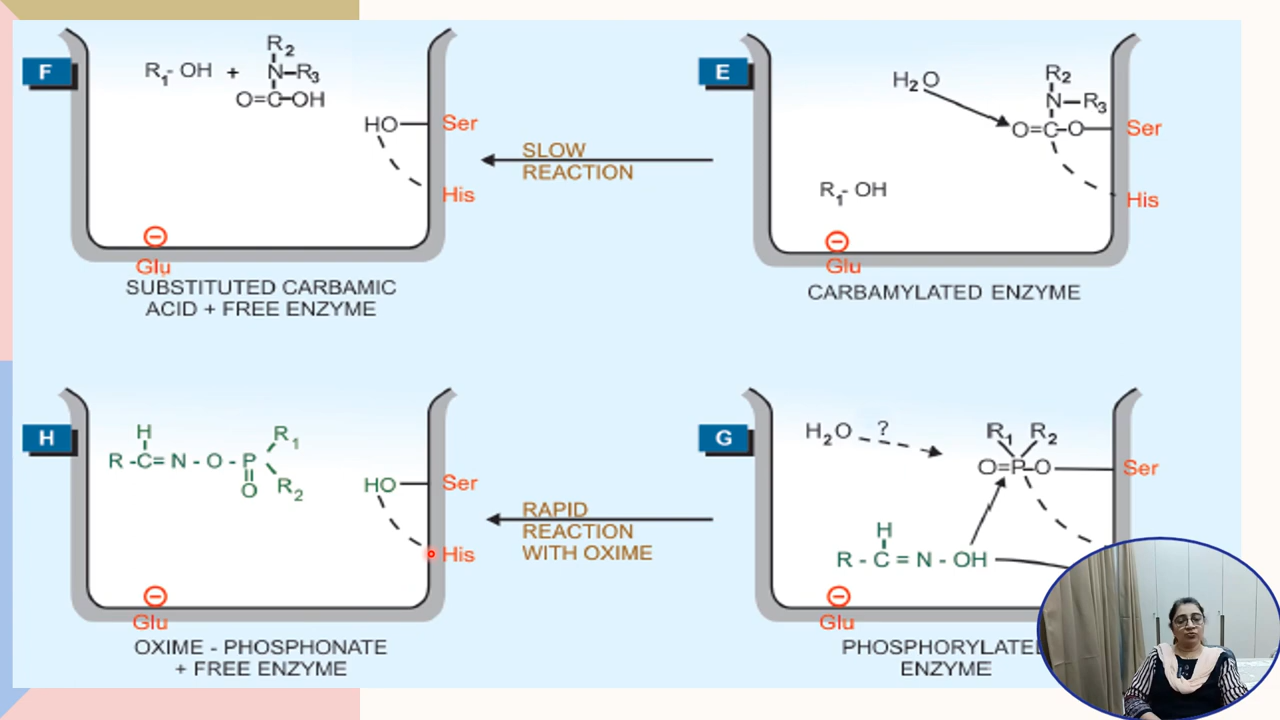 F
R1- OH +
R2
N-R3
O=C-OH
HO
Ser
His
Glu
SUBSTITUTED CARBAMIC
ACID + FREE ENZYME
SLOW
REACTION
E
H2O
R2
N-R3
O=C-O
Ser
His
R1- OH
Glu
CARBAMYLATED ENZYME
H
H
R -C= N - O - P
R1
O
R2
HO
Ser
His
Glu
OXIME - PHOSPHONATE
+ FREE ENZYME
RAPID
REACTION
WITH OXIME
G
H2O ?
R1 R2
O=P-O
Ser
H
R - C = N - OH
Glu
PHOSPHORYLATE
ENZYME